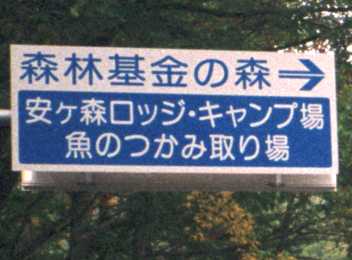 森林基金の森→
安ヶ森ロッジ・キャンプ場
魚のつかみ取り場